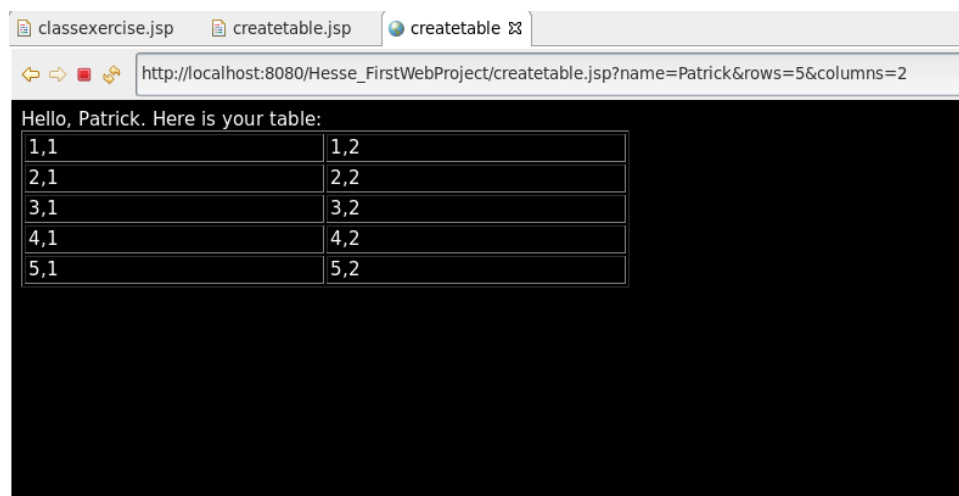 classexercise.jsp createtable.jsp createtable
http://localhost:8080/Hesse_FirstWebProject/createtable.jsp?name=Patrick&rows=5&columns=2
Hello, Patrick. Here is your table:
1,1 1,2
2,1 2,2
3,1 3,2
4,1 4,2
5,1 5,2